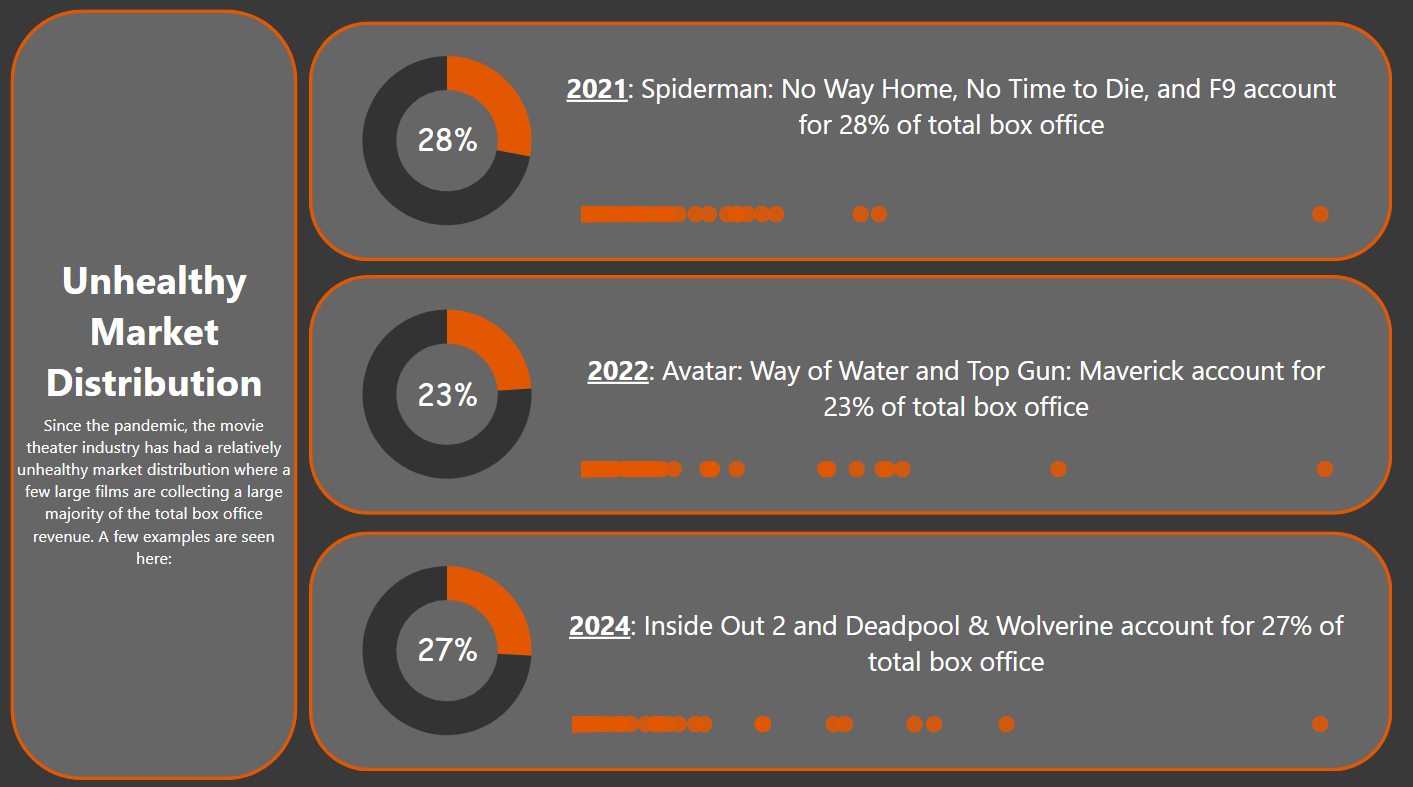 Unhealthy
Market
Distribution
Since the pandemic, the movie
theater industry has had a relatively
unhealthy market distribution where a
few large films are collecting a large
majority of the total box office
revenue. A few examples are seen
here:
28%
2021: Spiderman: No Way Home, No Time to Die, and F9 account
for 28% of total box office
23%
2022: Avatar: Way of Water and Top Gun: Maverick account for
23% of total box office
27%
2024: Inside Out 2 and Deadpool & Wolverine account for 27% of
total box office